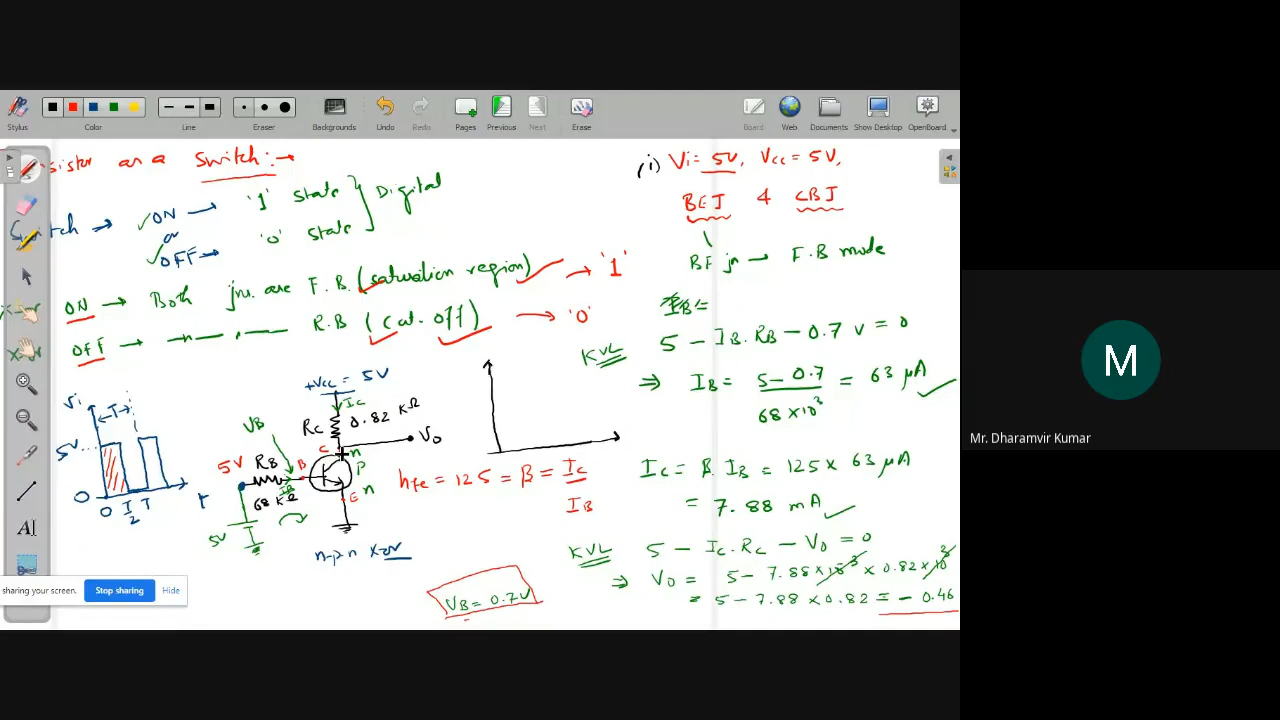 Stylus
Color
Line
Eraser
Backgrounds
Undo
Redo
Pages
Previous
Next
Erase
Board
Web
Documents
Show Desktop
OpenBoard
sistor as a Switch :→
tch → ✓ON → '1' State
or
✓OFF → '0' State
Digital
ON → Both jn. are F.B. (saturation region) → '1'
OFF → R.B (cut-off) → '0'
Vi
←T→
5V
0
0 T/2 T
t
VB
5V
RB
68 KΩ
IB
5V
+Vcc = 5V
Ic
Rc 0.82 KΩ
Vo
C
B
E
n
P
n
n-p-n
hfe = 125 = β = Ic / IB
VB = 0.7V
(i) Vi = 5V, Vcc = 5V,
BEJ & CBJ
BE jn → F.B mode
IB =
KVL
5 - IB.RB - 0.7 V = 0
⇒ IB = 5 - 0.7 / 68 × 10³ = 63 μA
Ic = β.IB = 125 × 63 μA
= 7.88 mA
KVL
5 - Ic.Rc - Vo = 0
⇒ Vo = 5 - 7.88 × 10⁻³ × 0.82 × 10³
= 5 - 7.88 × 0.82 = - 0.46
sharing your screen.
Stop sharing
Hide
M
Mr. Dharamvir Kumar